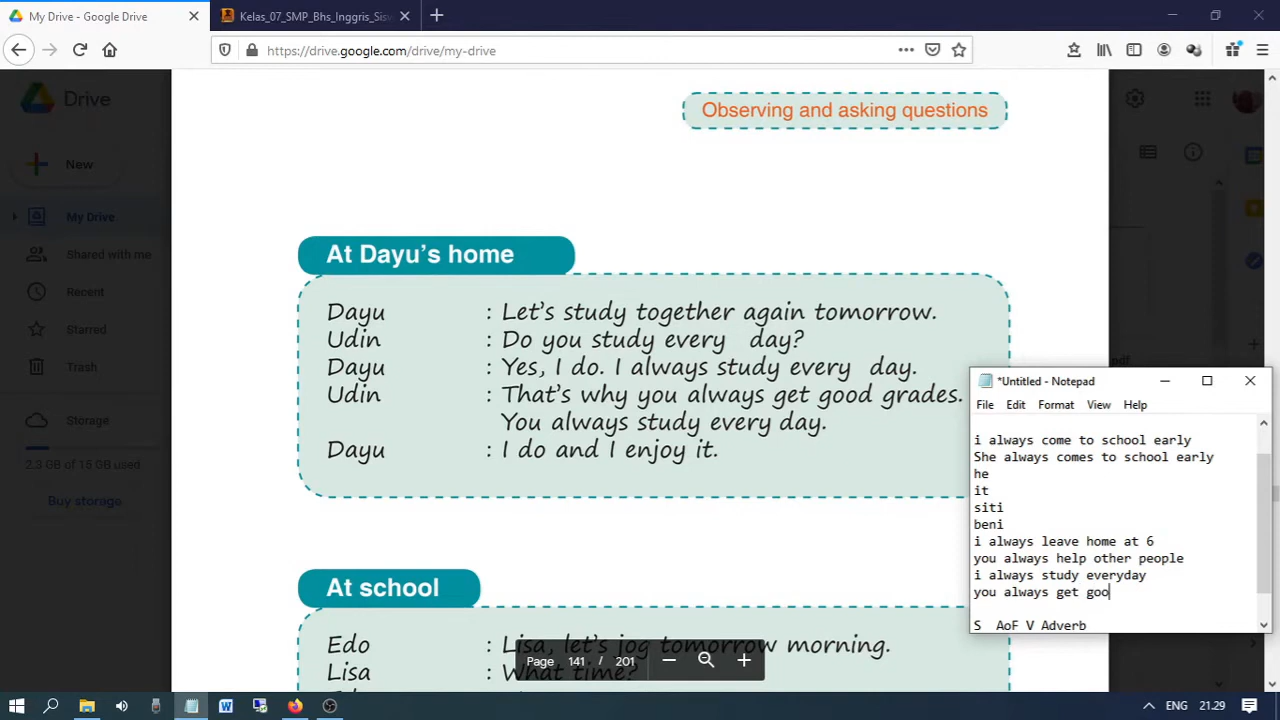 My Drive - Google Drive
Kelas_07_SMP_Bhs_Inggris_Sisw
https://drive.google.com/drive/my-drive
Drive
New
My Drive
Shared with me
Recent
Starred
Trash
Storage
2.3 GB of 15 GB used
Buy storage
Observing and asking questions
At Dayu's home
Dayu : Let's study together again tomorrow.
Udin : Do you study every day?
Dayu : Yes, I do. I always study every day.
Udin : That's why you always get good grades.
You always study every day.
Dayu : I do and I enjoy it.
At school
Edo : Lisa, let's jog tomorrow morning.
Lisa : What time?
Page 141 / 201
pdf
*Untitled - Notepad
File Edit Format View Help
i always come to school early
She always comes to school early
he
it
siti
beni
i always leave home at 6
you always help other people
i always study everyday
you always get goo
S AoF V Adverb
ENG 21.29